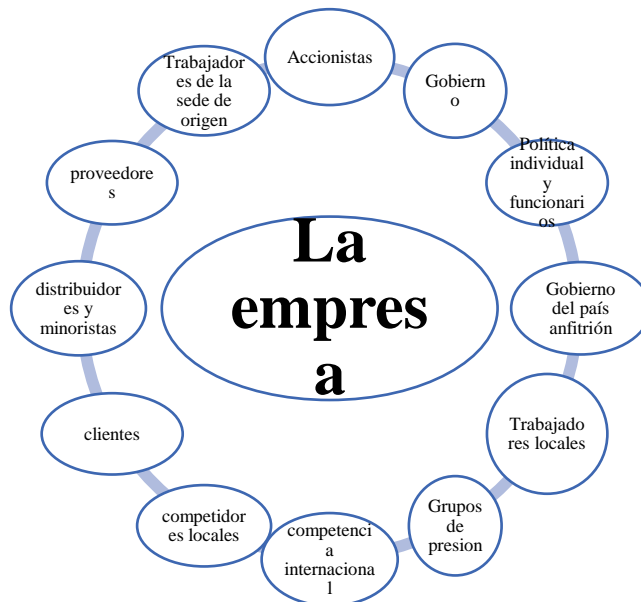 Accionistas
Gobiern
o
Política
individual
y
funcionari
os
Gobierno
del país
anfitrión
Trabajado
res locales
Grupos
de
presion
competenci
a
internacional
l
competidor
es locales
clientes
distribuidor
es y
minoristas
proveedore
s
Trabajador
es de la
sede de
origen
La
empres
a